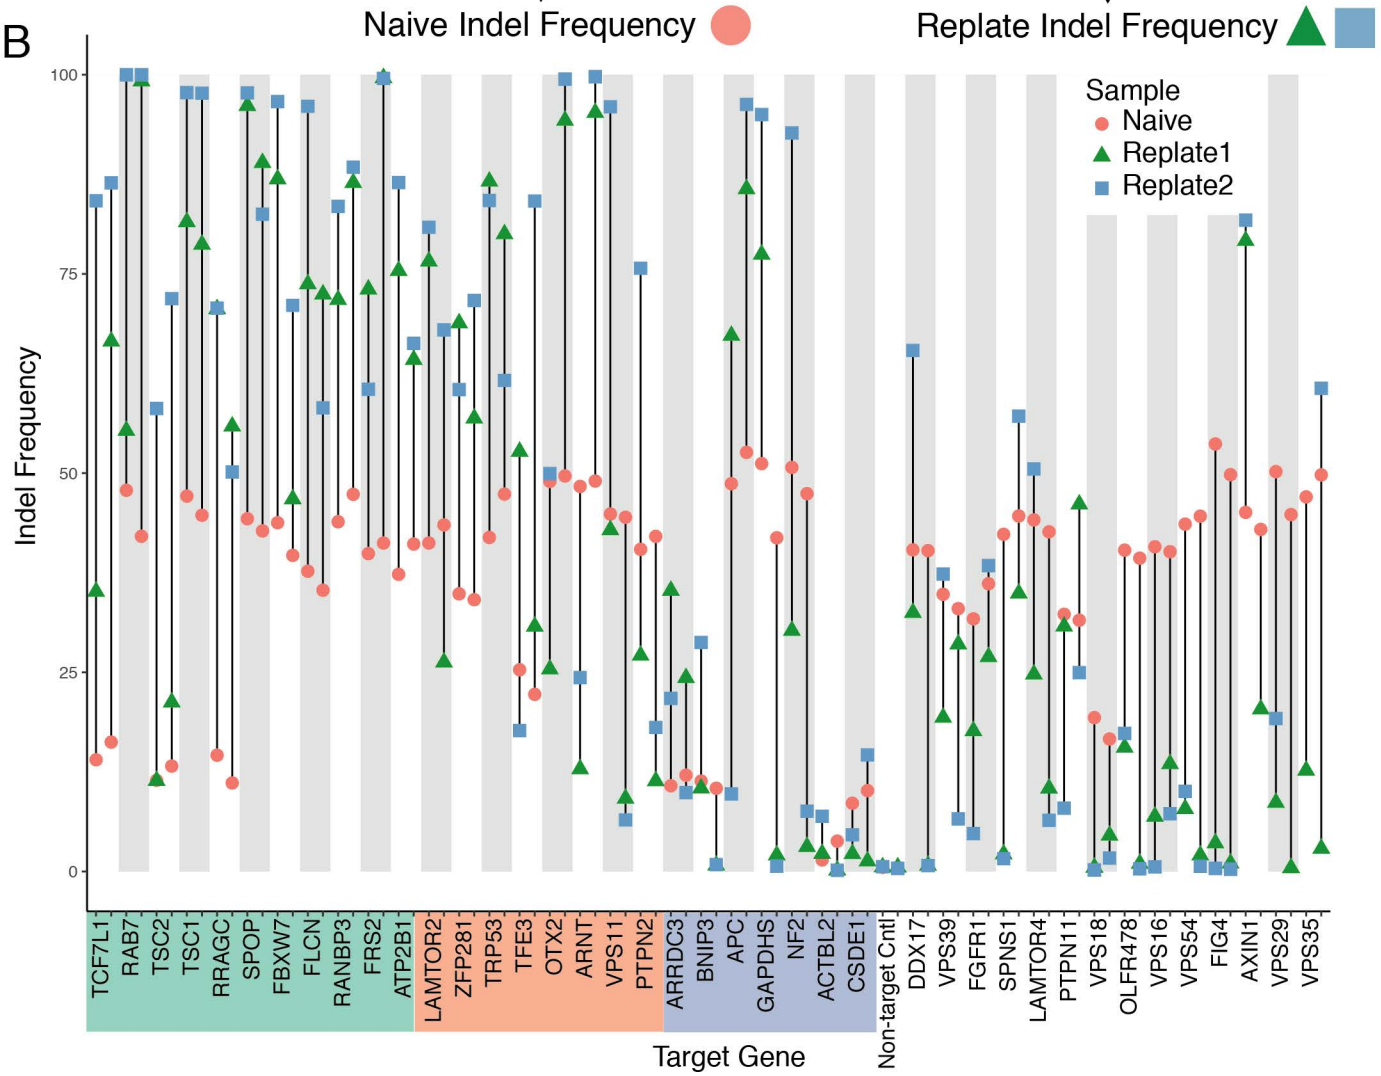 B
Naive Indel Frequency
Replate Indel Frequency
Sample
Naive
Replate1
Replate2
100
75
50
25
0
Indel Frequency
TCF7L1
RAB7
TSC2
TSC1
RRAGC
SPOP
FBXW7
FLCN
RANBP3
FRS2
ATP2B1
LAMTOR2
ZFP281
TRP53
TFE3
OTX2
ARNT
VPS11
PTPN2
ARRDC3
BNIP3
APC
GAPDHS
NF2
ACTBL2
CSDE1
Non-target Cntl
DDX17
VPS39
FGFR1
SPNS1
LAMTOR4
PTPN11
VPS18
OLFR478
VPS16
VPS54
FIG4
AXIN1
VPS29
VPS35
Target Gene